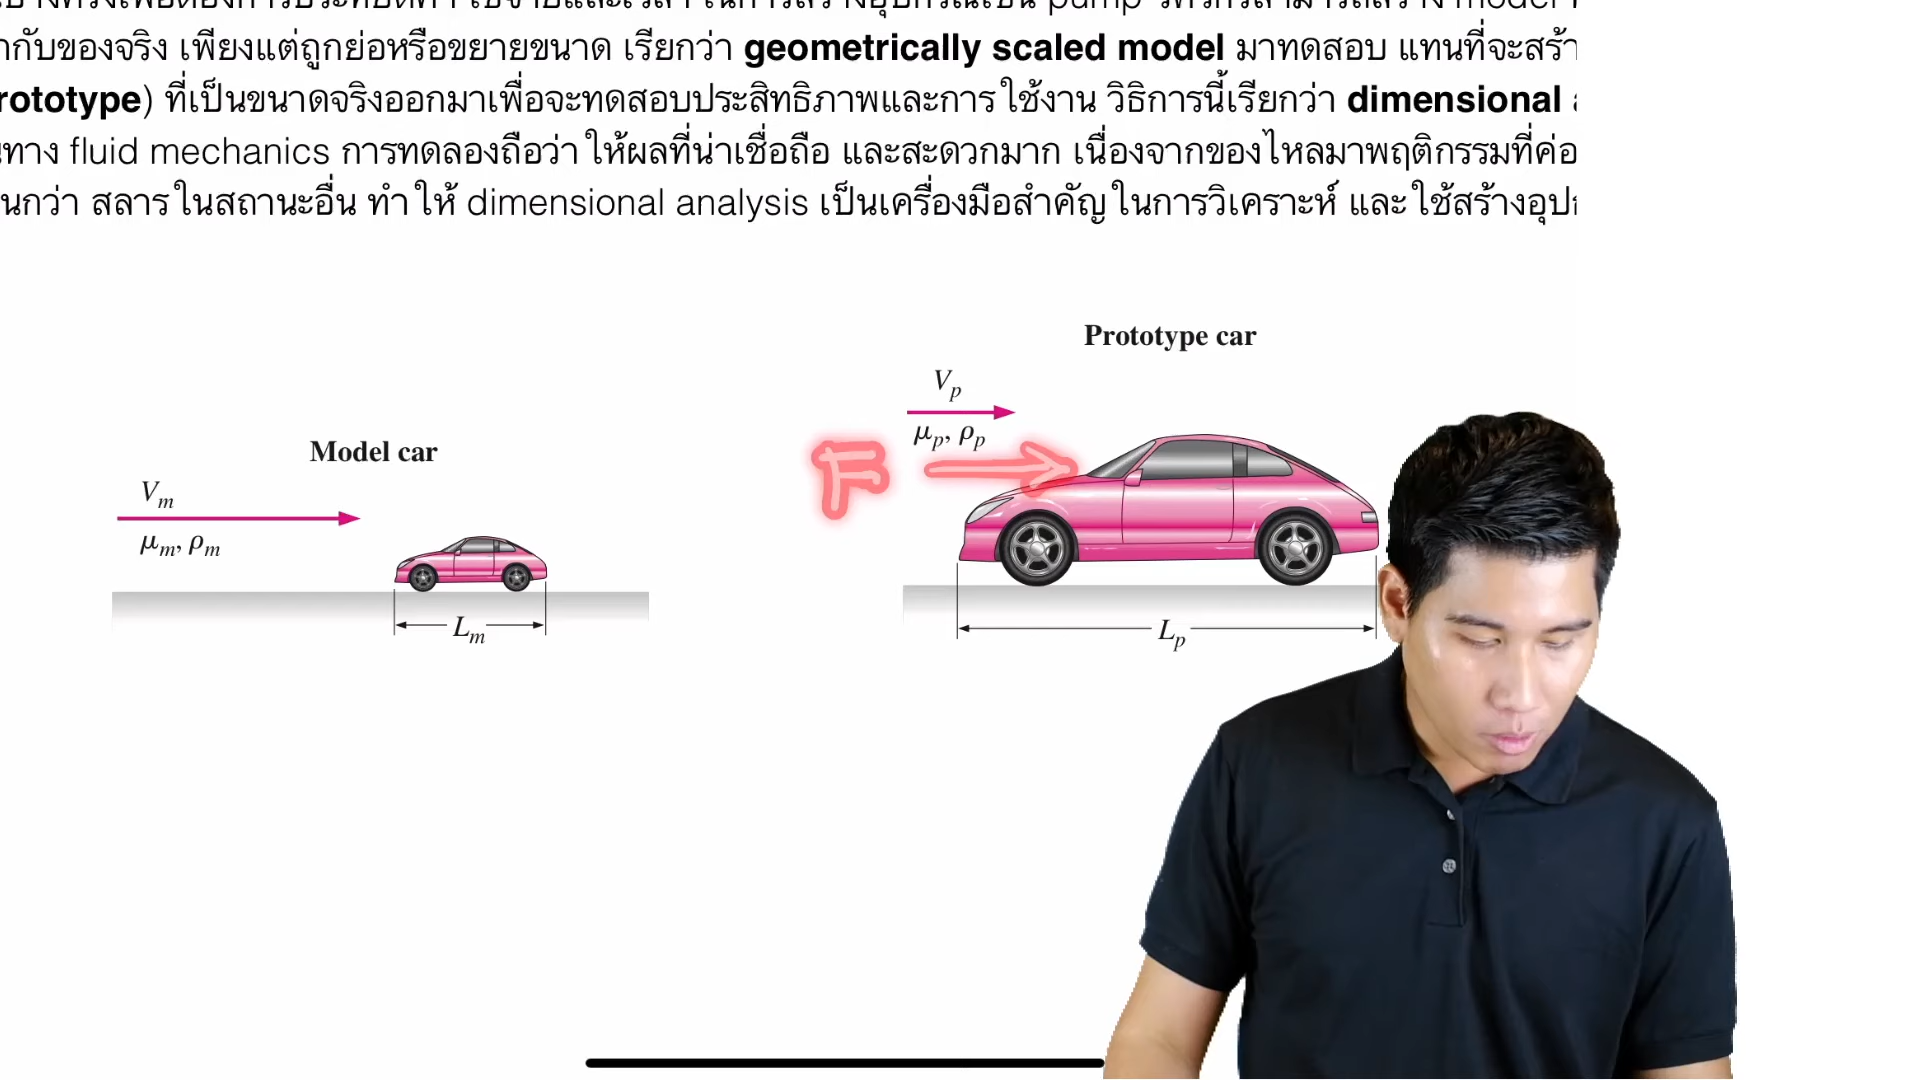 pump
กับของจริง เพียงแต่ถูกย่อหรือขยายขนาด เรียกว่า geometrically scaled model มาทดสอบ แทนที่จะสร้า
rototype) ที่เป็นขนาดจริงออกมาเพื่อจะทดสอบประสิทธิภาพและการใช้งาน วิธิการนี้เรียกว่า dimensional
ทาง fluid mechanics การทดลองถือว่าให้ผลที่น่าเชื่อถือ และสะดวกมาก เนื่องจากของไหลมาพฤติกรรมที่ค่อ
นกว่า สสารในสถานะอื่น ทำให้ dimensional analysis เป็นเครื่องมือสำคัญในการวิเคราะห์ และใช้สร้างอุป
Prototype car
Vp
μp, ρp
F
Model car
Vm
μm, ρm
Lm
Lp